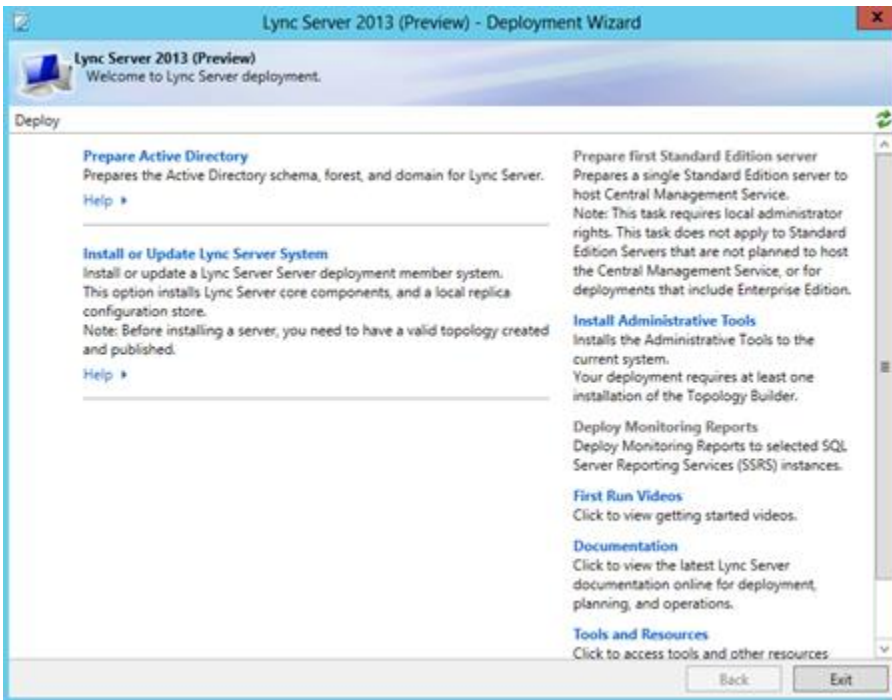 Lync Server 2013 (Preview) - Deployment Wizard
Lync Server 2013 (Preview)
Welcome to Lync Server deployment.
Deploy
Prepare Active Directory
Prepares the Active Directory schema, forest, and domain for Lync Server.
Help
Install or Update Lync Server System
Install or update a Lync Server Server deployment member system.
This option installs Lync Server core components, and a local replica
configuration store.
Note: Before installing a server, you need to have a valid topology created
and published.
Help
Prepare first Standard Edition server
Prepares a single Standard Edition server to
host Central Management Service.
Note: This task requires local administrator
rights. This task does not apply to Standard
Edition Servers that are not planned to host
the Central Management Service, or for
deployments that include Enterprise Edition.
Install Administrative Tools
Installs the Administrative Tools to the
current system.
Your deployment requires at least one
installation of the Topology Builder.
Deploy Monitoring Reports
Deploy Monitoring Reports to selected SQL
Server Reporting Services (SSRS) instances.
First Run Videos
Click to view getting started videos.
Documentation
Click to view the latest Lync Server
documentation online for deployment,
planning, and operations.
Tools and Resources
Click to access tools and other resources
Back
Exit